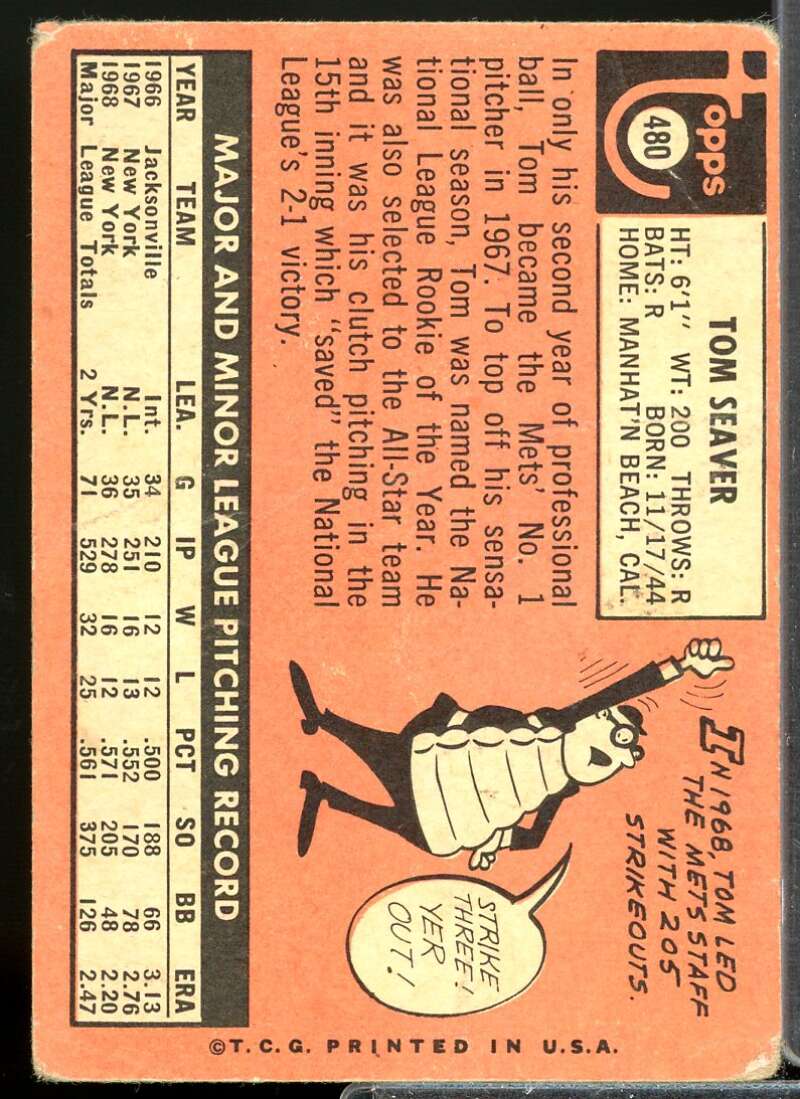 Topps
480
TOM SEAVER
HT: 6'1" WT: 200 THROWS: R
BATS: R BORN: 11/17/44
HOME: MANHAT'N BEACH, CAL.
In only his second year of professional
ball, Tom became the Mets' No. 1
pitcher in 1967. To top off his sensa-
tional season, Tom was named the Na-
tional League Rookie of the Year. He
was also selected to the All-Star team
and it was his clutch pitching in the
15th inning which "saved" the National
League's 2-1 victory.
IN 1968, TOM LED
THE METS STAFF
WITH 205
STRIKEOUTS.
STRIKE
THREE!
YER
OUT!
MAJOR AND MINOR LEAGUE PITCHING RECORD
YEAR TEAM LEA. G IP W L PCT SO BB ERA
1966 Jacksonville Int. 34 210 12 12 .500 188 66 3.13
1967 New York N.L. 35 251 16 13 .552 170 78 2.76
1968 New York N.L. 36 278 16 12 .571 205 48 2.20
Major League Totals 2 Yrs. 71 529 32 25 .561 375 126 2.47
©T.C.G. PRINTED IN U.S.A.